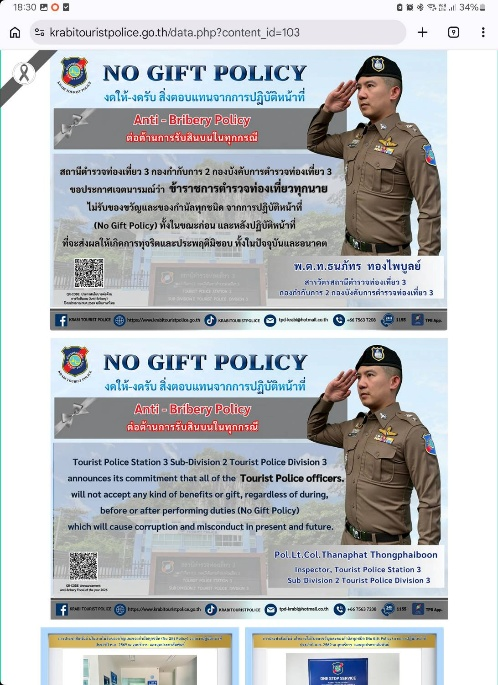 18:30
34%
krabitouristpolice.go.th/data.php?content_id=103
NO GIFT POLICY
งดให้-งดรับ สิ่งตอบแทนจากการปฏิบัติหน้าที่
Anti - Bribery Policy
ต่อต้านการรับสินบนในทุกกรณี
สถานีตำรวจท่องเที่ยว 3 กองกำกับการ 2 กองบังคับการตำรวจท่องเที่ยว 3
ขอประกาศเจตนารมณ์ว่า ข้าราชการตำรวจท่องเที่ยวทุกนาย
ไม่รับของขวัญและของกำนัลทุกชนิด จากการปฏิบัติหน้าที่
(No Gift Policy) ทั้งในขณะก่อน และหลังปฏิบัติหน้าที่
ที่จะส่งผลให้เกิดการทุจริตและประพฤติมิชอบ ทั้งในปัจจุบันและอนาคต
พ.ต.ท.ธนภัทร ทองไพบูลย์
สารวัตรสถานีตำรวจท่องเที่ยว 3
กองกำกับการ 2 กองบังคับการตำรวจท่องเที่ยว 3
KRABI TOURIST POLICE https://www.krabitouristpolice.go.th KRABITOURISTPOLICE tpd-krabi@hotmail.co.th +66 7563 7208 1155 TPB App.
NO GIFT POLICY
งดให้-งดรับ สิ่งตอบแทนจากการปฏิบัติหน้าที่
Anti - Bribery Policy
ต่อต้านการรับสินบนในทุกกรณี
Tourist Police Station 3 Sub-Division 2 Tourist Police Division 3
announces its commitment that all of the Tourist Police officers.
will not accept any kind of benefits or gift, regardless of during,
before or after performing duties (No Gift Policy)
which will cause corruption and misconduct in present and future.
Pol.Lt.Col.Thanaphat Thongphaiboon
Inspector, Tourist Police Station 3
Sub Division 2 Tourist Police Division 3
KRABI TOURIST POLICE https://www.krabitouristpolice.go.th KRABITOURISTPOLICE tpd-krabi@hotmail.co.th +66 7563 7208 1155 TPB App.
ONE STOP SERVICE